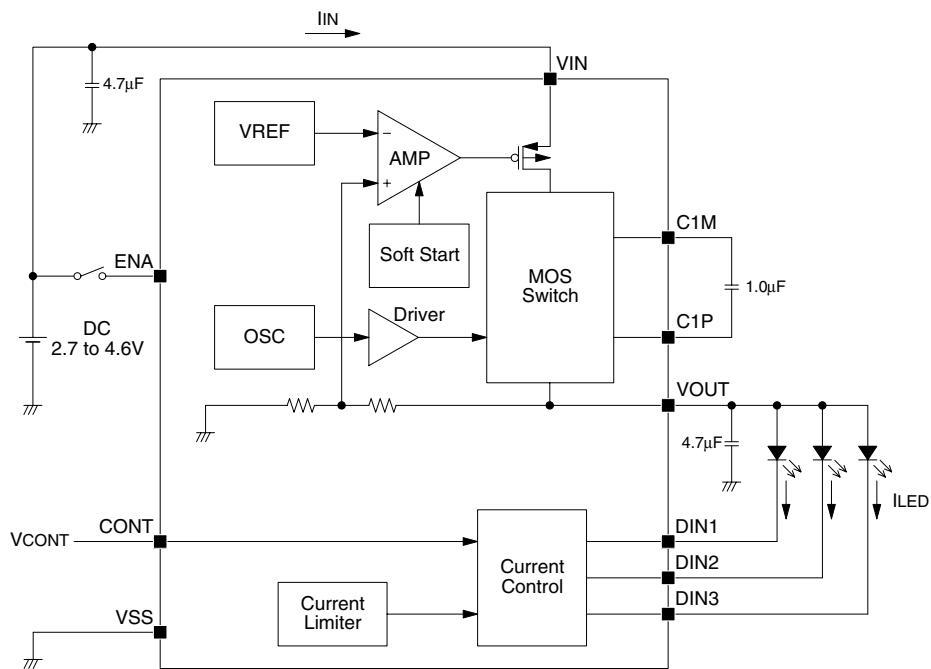 IIN
4.7μF
VIN
VREF
−
AMP
+
C1M
Soft Start
MOS
Switch
ENA
1.0μF
Driver
OSC
C1P
DC
2.7 to 4.6V
VOUT
4.7μF
ILED
CONT
VCONT
DIN1
Current
Control
DIN2
Current
Limiter
DIN3
VSS